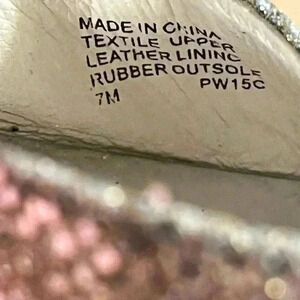 MADE IN CHINA
TEXTILE UPPER
LEATHER LINING
RUBBER OUTSOLE
PW15C
7M